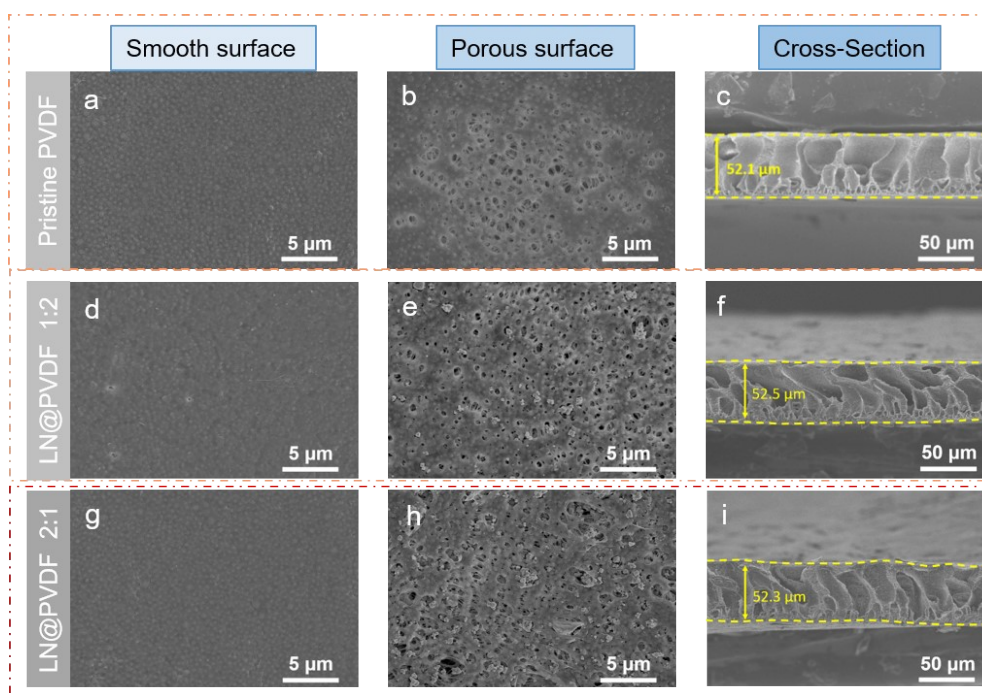 Smooth surface
Porous surface
Cross-Section
Pristine PVDF
a
5 µm
b
5 µm
c
52.1 µm
50 µm
LN@PVDF 1:2
d
5 µm
e
5 µm
f
52.5 µm
50 µm
LN@PVDF 2:1
g
5 µm
h
5 µm
i
52.3 µm
50 µm